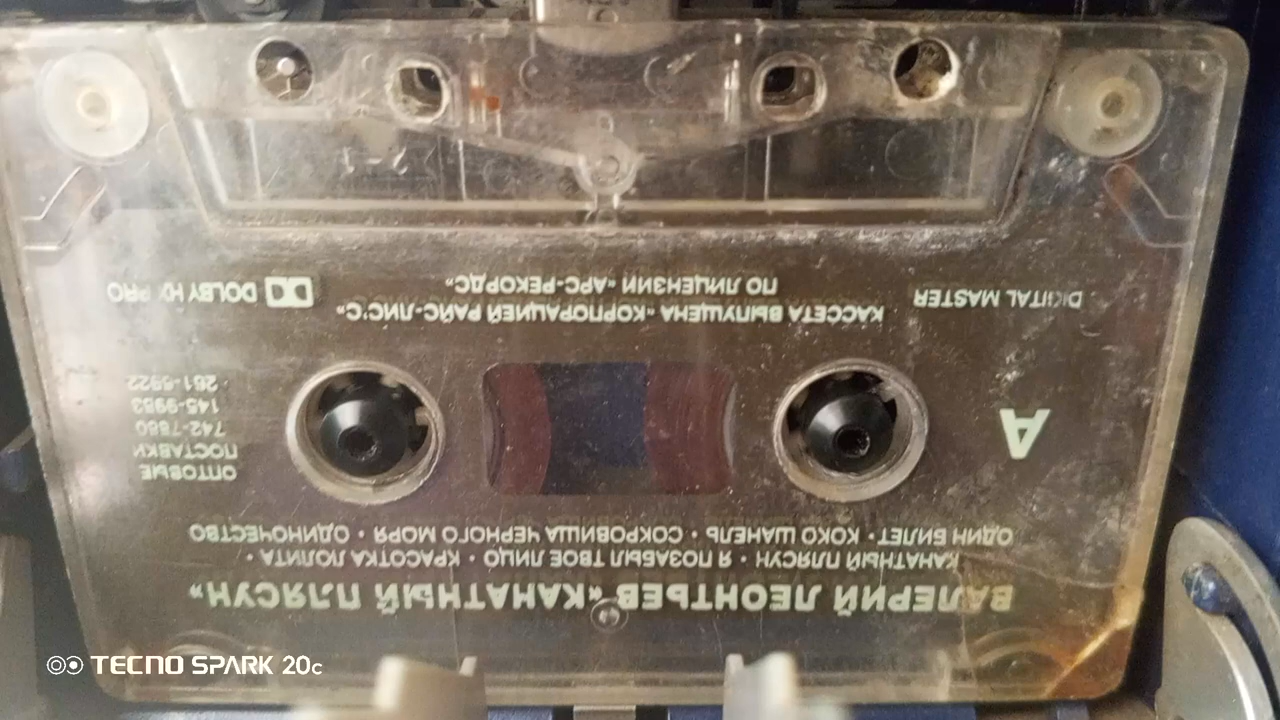 ВАЛЕРИЙ ЛЕОНТЬЕВ «КАНАТНЫЙ ПЛЯСУН»
КАНАТНЫЙ ПЛЯСУН • Я ПОЗАБЫЛ ТВОЕ ЛИЦО • КРАСОТКА ЛОЛИТА •
ОДИН БИЛЕТ • КОКО ШАНЕЛЬ • СОКРОВИЩА ЧЕРНОГО МОРЯ • ОДИНОЧЕСТВО
A
ОПТОВЫЕ
ПОСТАВКИ
742-7880
145-9953
261-5922
КАССЕТА ВЫПУЩЕНА «КОРПОРАЦИЕЙ РАЙС-ЛИС'С»
ПО ЛИЦЕНЗИИ «АРС-РЕКОРДС»
DIGITAL MASTER
DOLBY HX PRO
TECNO SPARK 20C